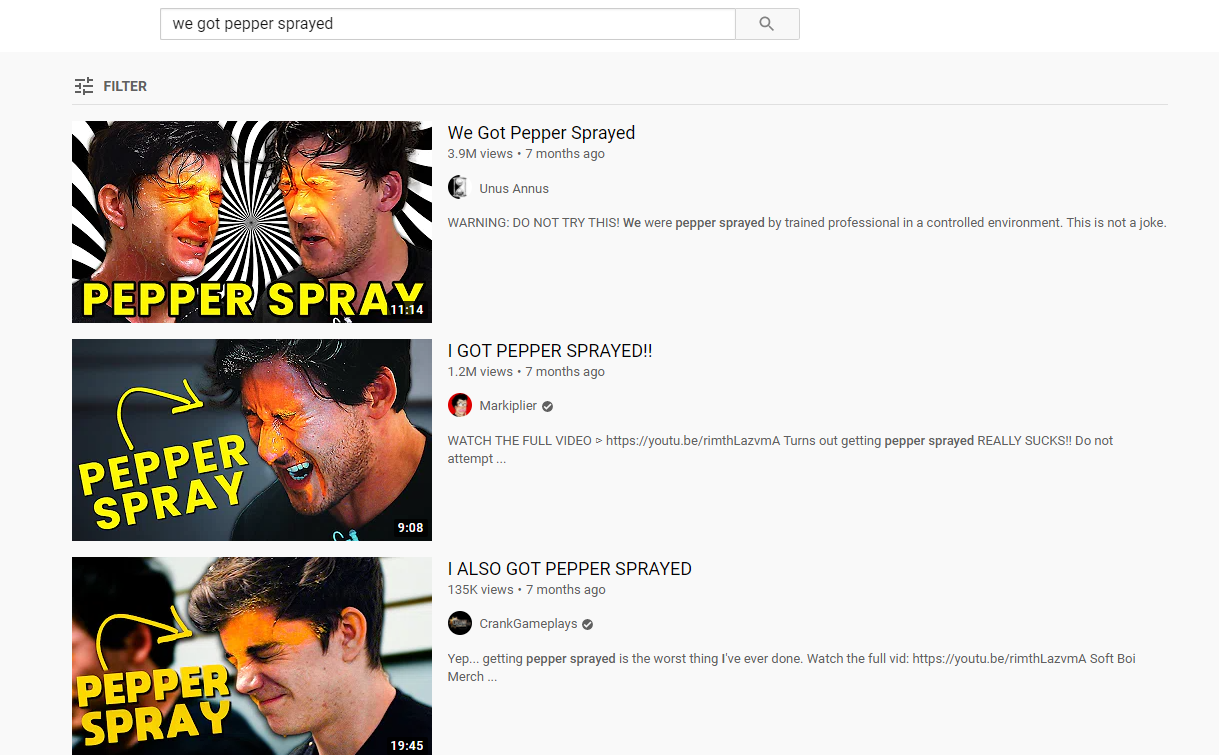 we got pepper sprayed
FILTER
PEPPER SPRAY
11:14
We Got Pepper Sprayed
3.9M views • 7 months ago
Unus Annus
WARNING: DO NOT TRY THIS! We were pepper sprayed by trained professional in a controlled environment. This is not a joke.
PEPPER
SPRAY
9:08
I GOT PEPPER SPRAYED!!
1.2M views • 7 months ago
Markiplier
WATCH THE FULL VIDEO ▻ https://youtu.be/rimthLazvmA Turns out getting pepper sprayed REALLY SUCKS!! Do not
attempt ...
PEPPER
SPRAY
19:45
I ALSO GOT PEPPER SPRAYED
135K views • 7 months ago
CrankGameplays
Yep... getting pepper sprayed is the worst thing I've ever done. Watch the full vid: https://youtu.be/rimthLazvmA Soft Boi
Merch ...